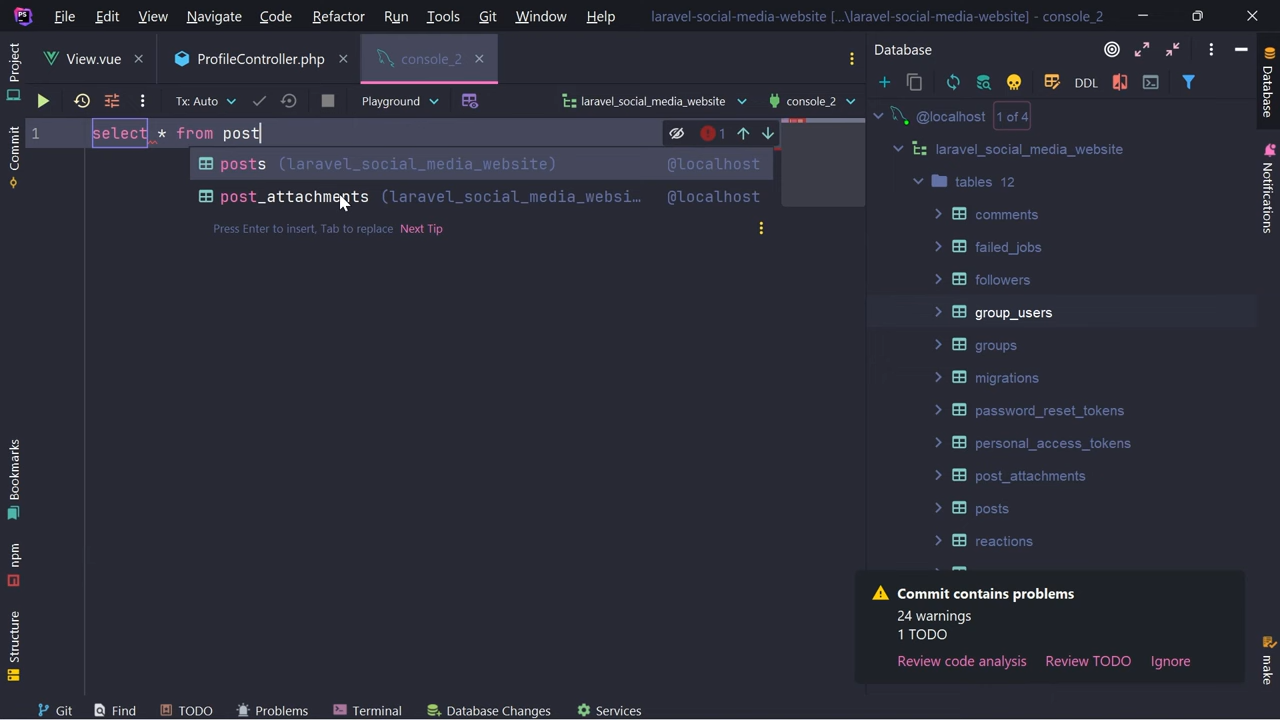 PS File Edit View Navigate Code Refactor Run Tools Git Window Help laravel-social-media-website [...\laravel-social-media-website] - console_2
View.vue ProfileController.php console_2
Database
Tx: Auto Playground laravel_social_media_website console_2
DDL
1 select * from post 1
posts (laravel_social_media_website) @localhost
post_attachments (laravel_social_media_websi… @localhost
Press Enter to insert, Tab to replace Next Tip
@localhost 1 of 4
laravel_social_media_website
tables 12
comments
failed_jobs
followers
group_users
groups
migrations
password_reset_tokens
personal_access_tokens
post_attachments
posts
reactions
Commit contains problems
24 warnings
1 TODO
Review code analysis Review TODO Ignore
Project
Commit
Bookmarks
npm
Structure
Database
Notifications
make
Git Find TODO Problems Terminal Database Changes Services